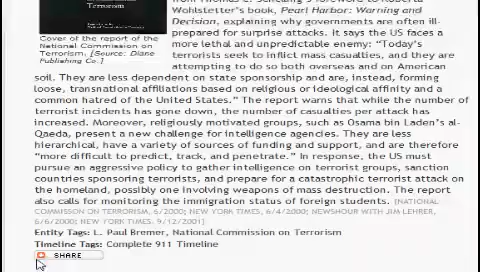 Terrorism
from Thomas C. Schelling's foreword to Roberta
Wohlstetter's book, Pearl Harbor: Warning and
Decision, explaining why governments are often ill-
prepared for surprise attacks. It says the US faces a
more lethal and unpredictable enemy: “Today’s
terrorists seek to inflict mass casualties, and they are
attempting to do so both overseas and on American
Cover of the report of the
National Commission on
Terrorism. [Source: Diane
Publishing Co.]
soil. They are less dependent on state sponsorship and are, instead, forming
loose, transnational affiliations based on religious or ideological affinity and a
common hatred of the United States.” The report warns that while the number of
terrorist incidents has gone down, the number of casualties per attack has
increased. Moreover, religiously motivated groups, such as Osama bin Laden’s al-
Qaeda, present a new challenge for intelligence agencies. They are less
hierarchical, have a variety of sources of funding and support, and are therefore
“more difficult to predict, track, and penetrate.” In response, the US must
pursue an aggressive policy to gather intelligence on terrorist groups, sanction
countries sponsoring terrorists, and prepare for a catastrophic terrorist attack on
the homeland, possibly one involving weapons of mass destruction. The report
also calls for monitoring the immigration status of foreign students. [NATIONAL
COMMISSION ON TERRORISM, 6/2000; NEW YORK TIMES, 6/4/2000; NEWSHOUR WITH JIM LEHRER,
6/6/2000; NEW YORK TIMES, 9/12/2001]
Entity Tags: L. Paul Bremer, National Commission on Terrorism
Timeline Tags: Complete 911 Timeline
SHARE